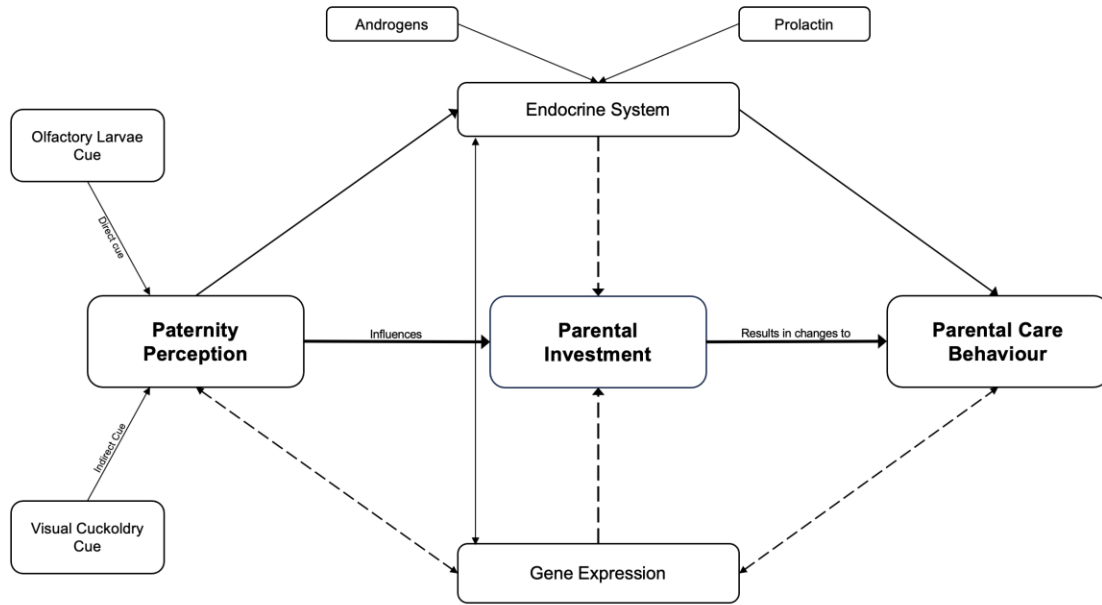 Androgens
Prolactin
Endocrine System
Olfactory Larvae
Cue
Direct cue
Paternity
Perception
Influences
Parental
Investment
Results in changes to
Parental Care
Behaviour
Indirect Cue
Visual Cuckoldry
Cue
Gene Expression